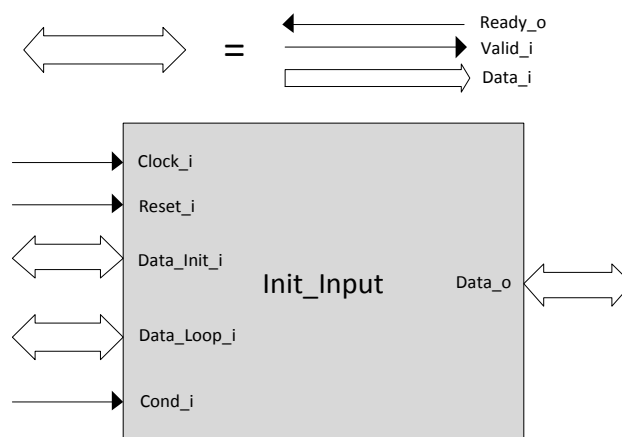 Ready_o
=
Valid_i
Data_i
Clock_i
Reset_i
Data_Init_i
Init_Input
Data_o
Data_Loop_i
Cond_i